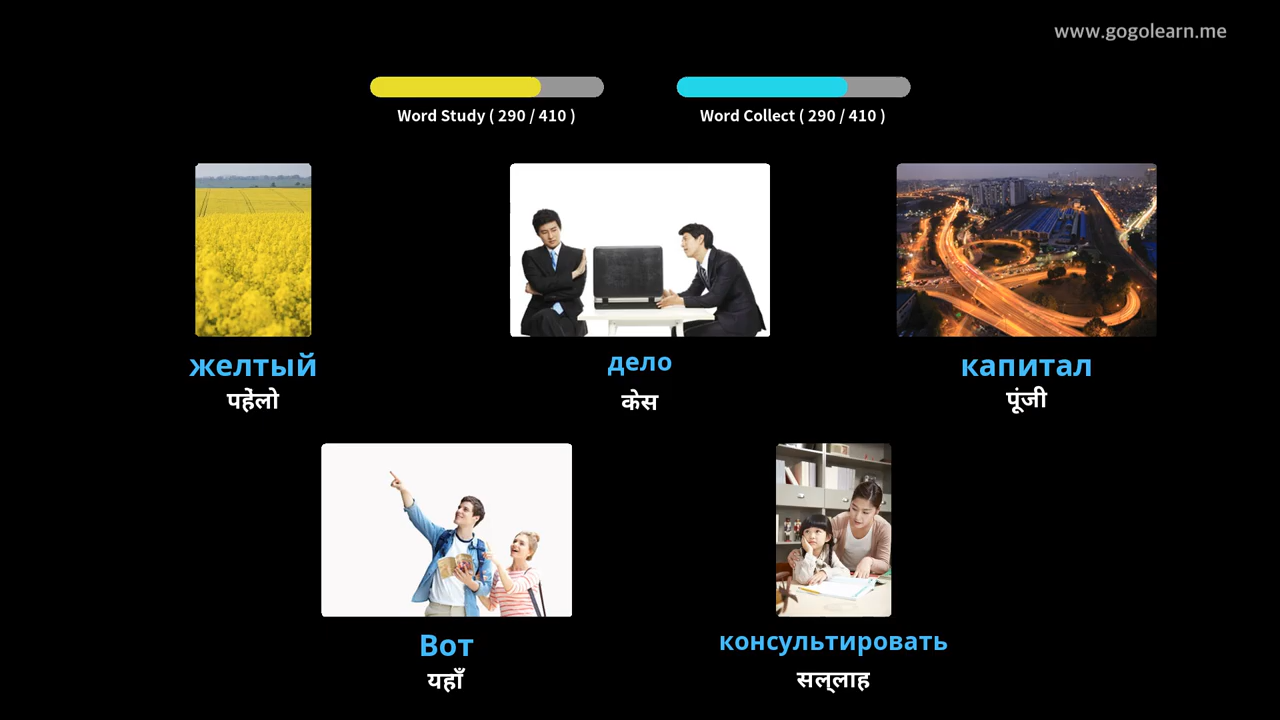 www.gogolearn.me
Word Study ( 290 / 410 )
Word Collect ( 290 / 410 )
желтый
पहेंलो
дело
केस
капитал
पूंजी
Вот
यहाँ
консультировать
सल्लाह